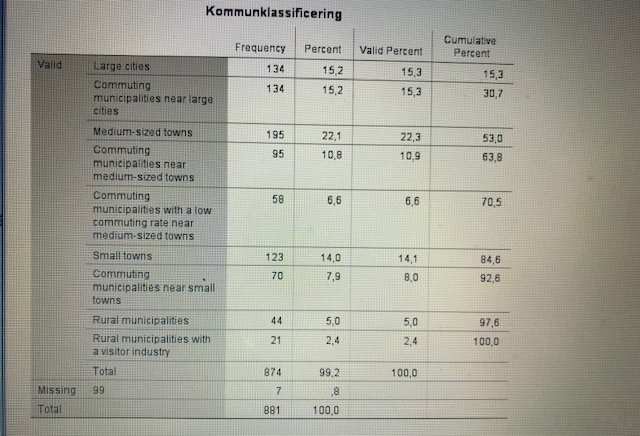 Kommunklassificering
Frequency Percent Valid Percent Cumulative Percent
Valid Large cities 134 15,2 15,3 15,3
Commuting 134 15,2 15,3 30,7
municipalities near large
cities
Medium-sized towns 195 22,1 22,3 53,0
Commuting 95 10,8 10,9 63,8
municipalities near
medium-sized towns
Commuting 58 6,6 6,6 70,5
municipalities with a low
commuting rate near
medium-sized towns
Small towns 123 14,0 14,1 84,6
Commuting 70 7,9 8,0 92,6
municipalities near small
towns
Rural municipalities 44 5,0 5,0 97,6
Rural municipalities with 21 2,4 2,4 100,0
a visitor industry
Total 874 99,2 100,0
Missing 99 7 ,8
Total 881 100,0